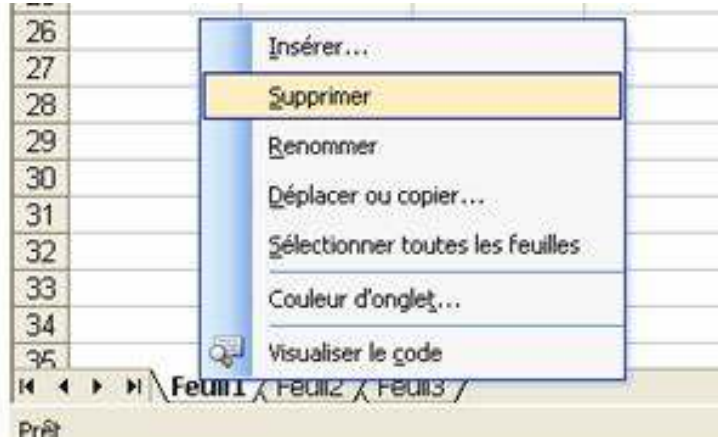 26
27
28
29
30
31
32
33
34
35
Insérer...
Supprimer
Renommer
Déplacer ou copier...
Sélectionner toutes les feuilles
Couleur d'onglet...
Visualiser le code
Feuil1 Feuil2 Feuil3
Prêt